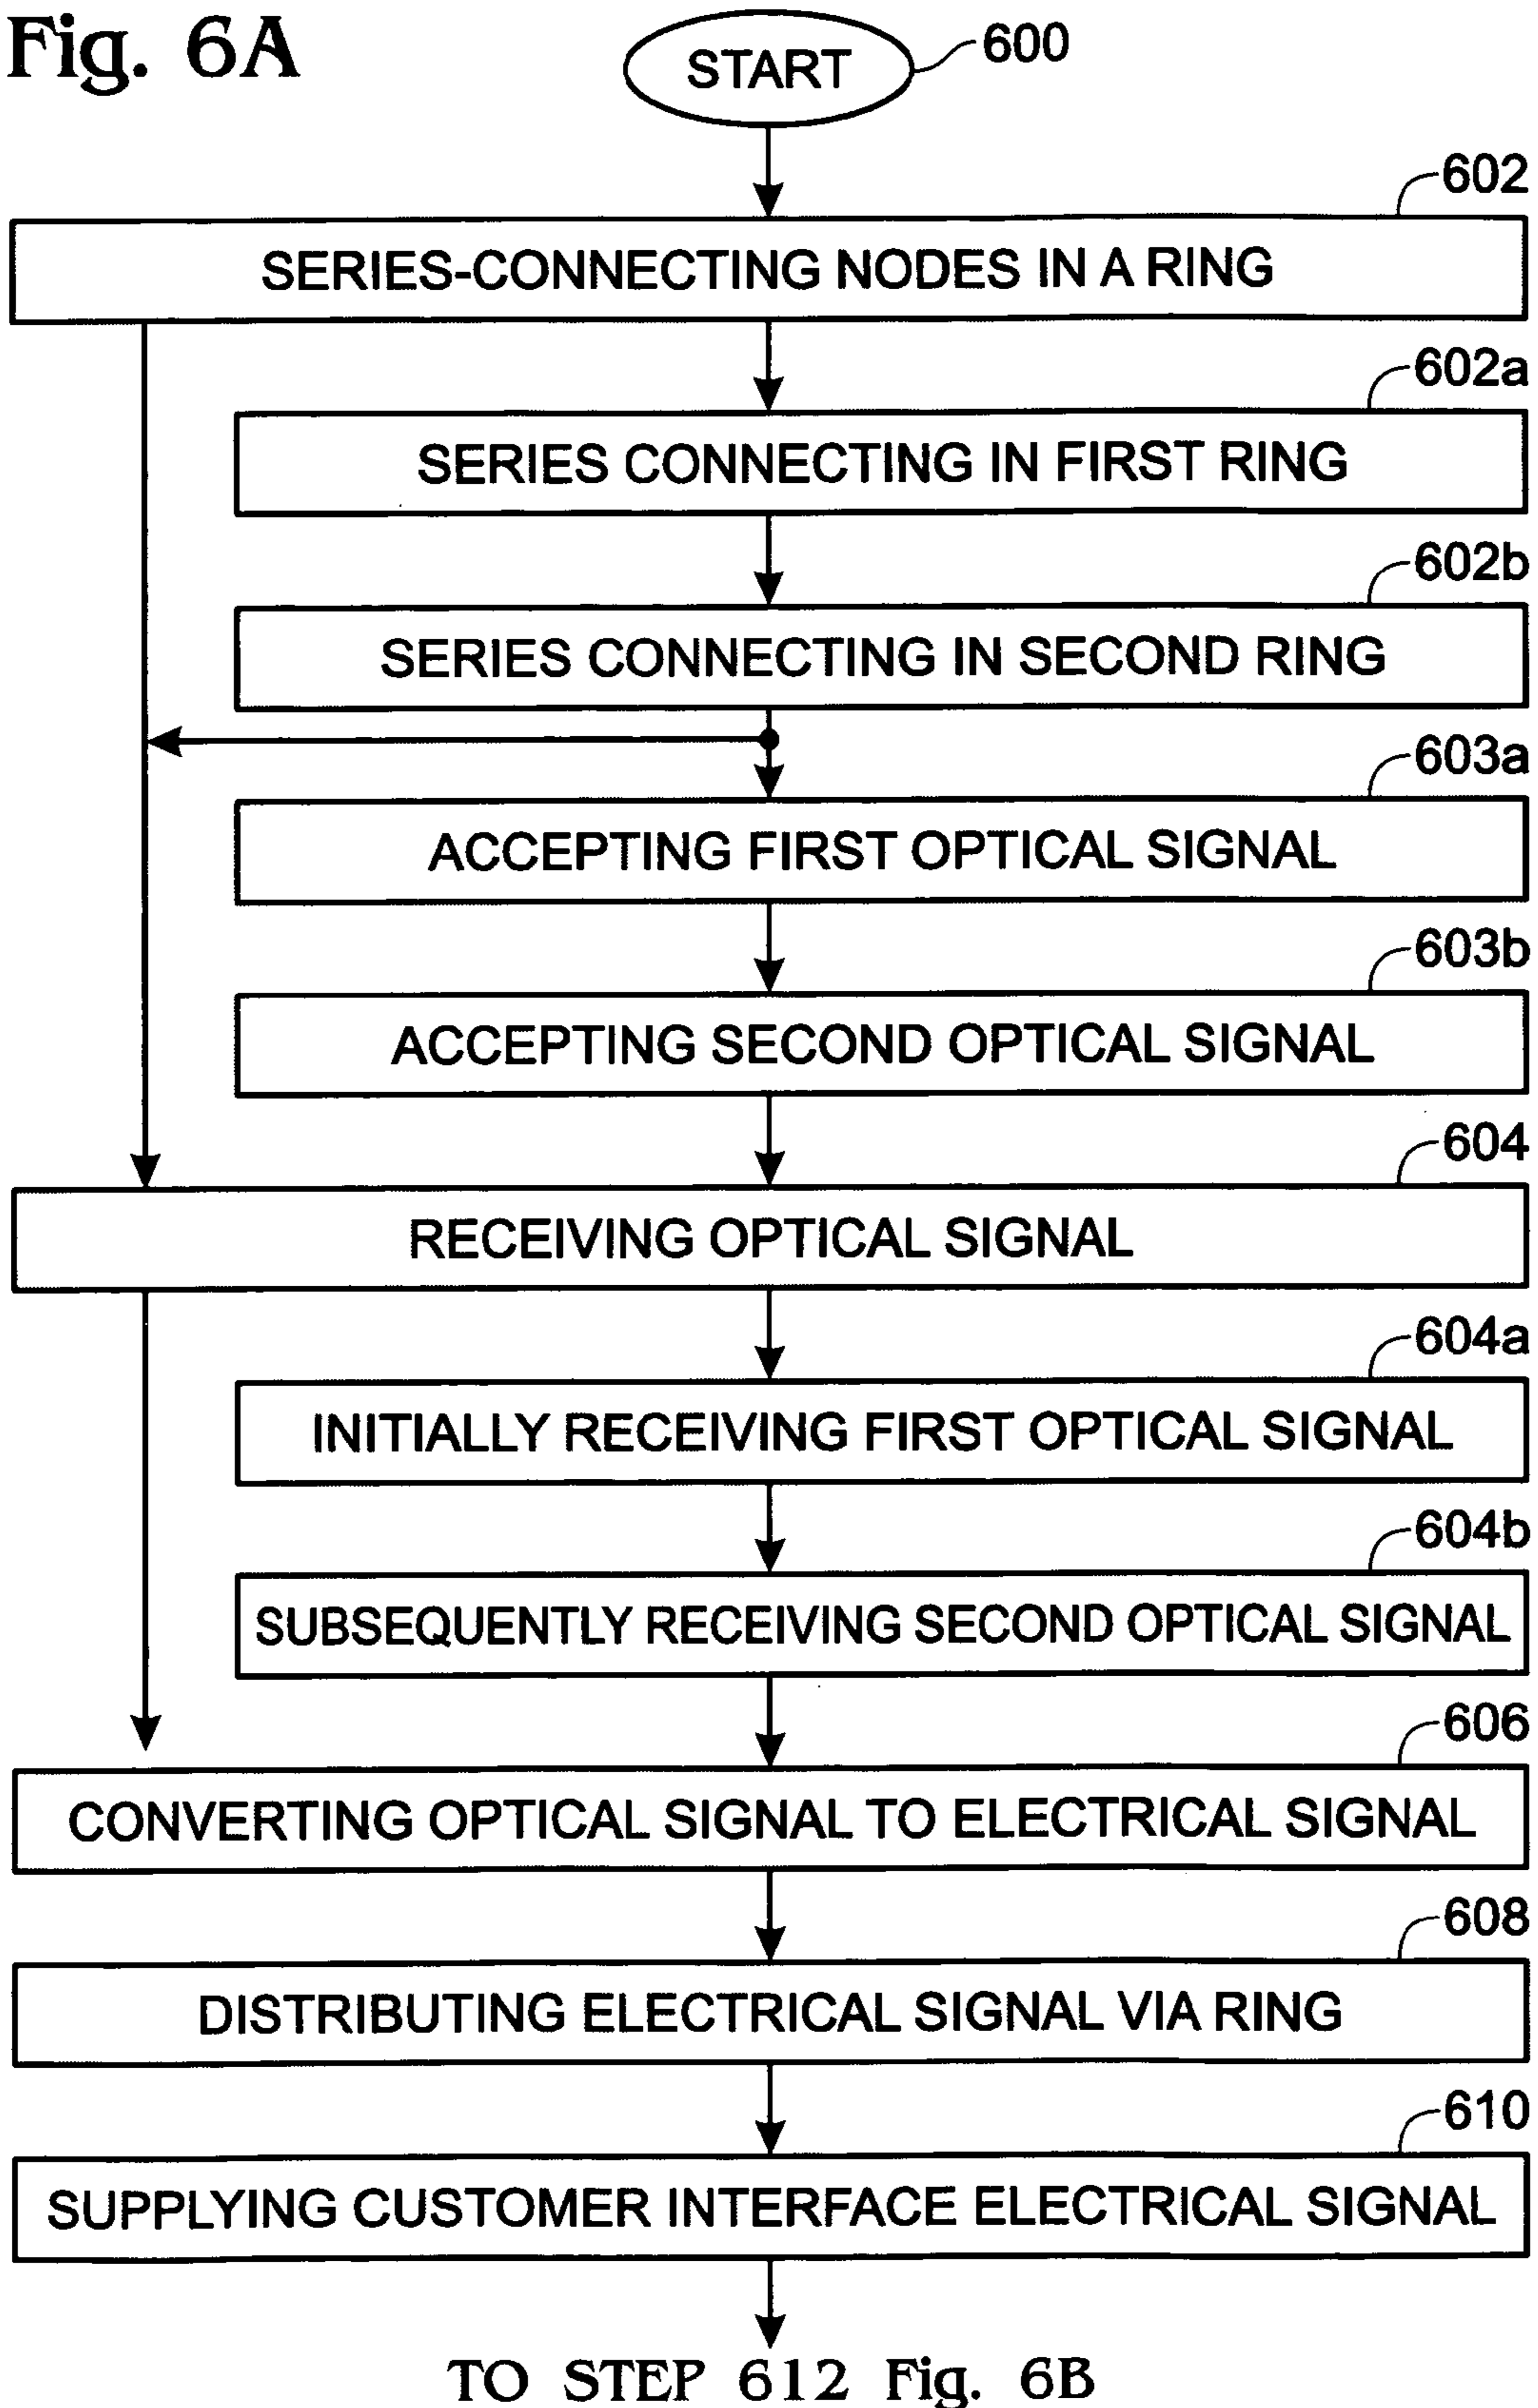 Fig. 6A
START
600
602
SERIES-CONNECTING NODES IN A RING
602a
SERIES CONNECTING IN FIRST RING
602b
SERIES CONNECTING IN SECOND RING
603a
ACCEPTING FIRST OPTICAL SIGNAL
603b
ACCEPTING SECOND OPTICAL SIGNAL
604
RECEIVING OPTICAL SIGNAL
604a
INITIALLY RECEIVING FIRST OPTICAL SIGNAL
604b
SUBSEQUENTLY RECEIVING SECOND OPTICAL SIGNAL
606
CONVERTING OPTICAL SIGNAL TO ELECTRICAL SIGNAL
608
DISTRIBUTING ELECTRICAL SIGNAL VIA RING
610
SUPPLYING CUSTOMER INTERFACE ELECTRICAL SIGNAL
TO STEP 612 Fig. 6B